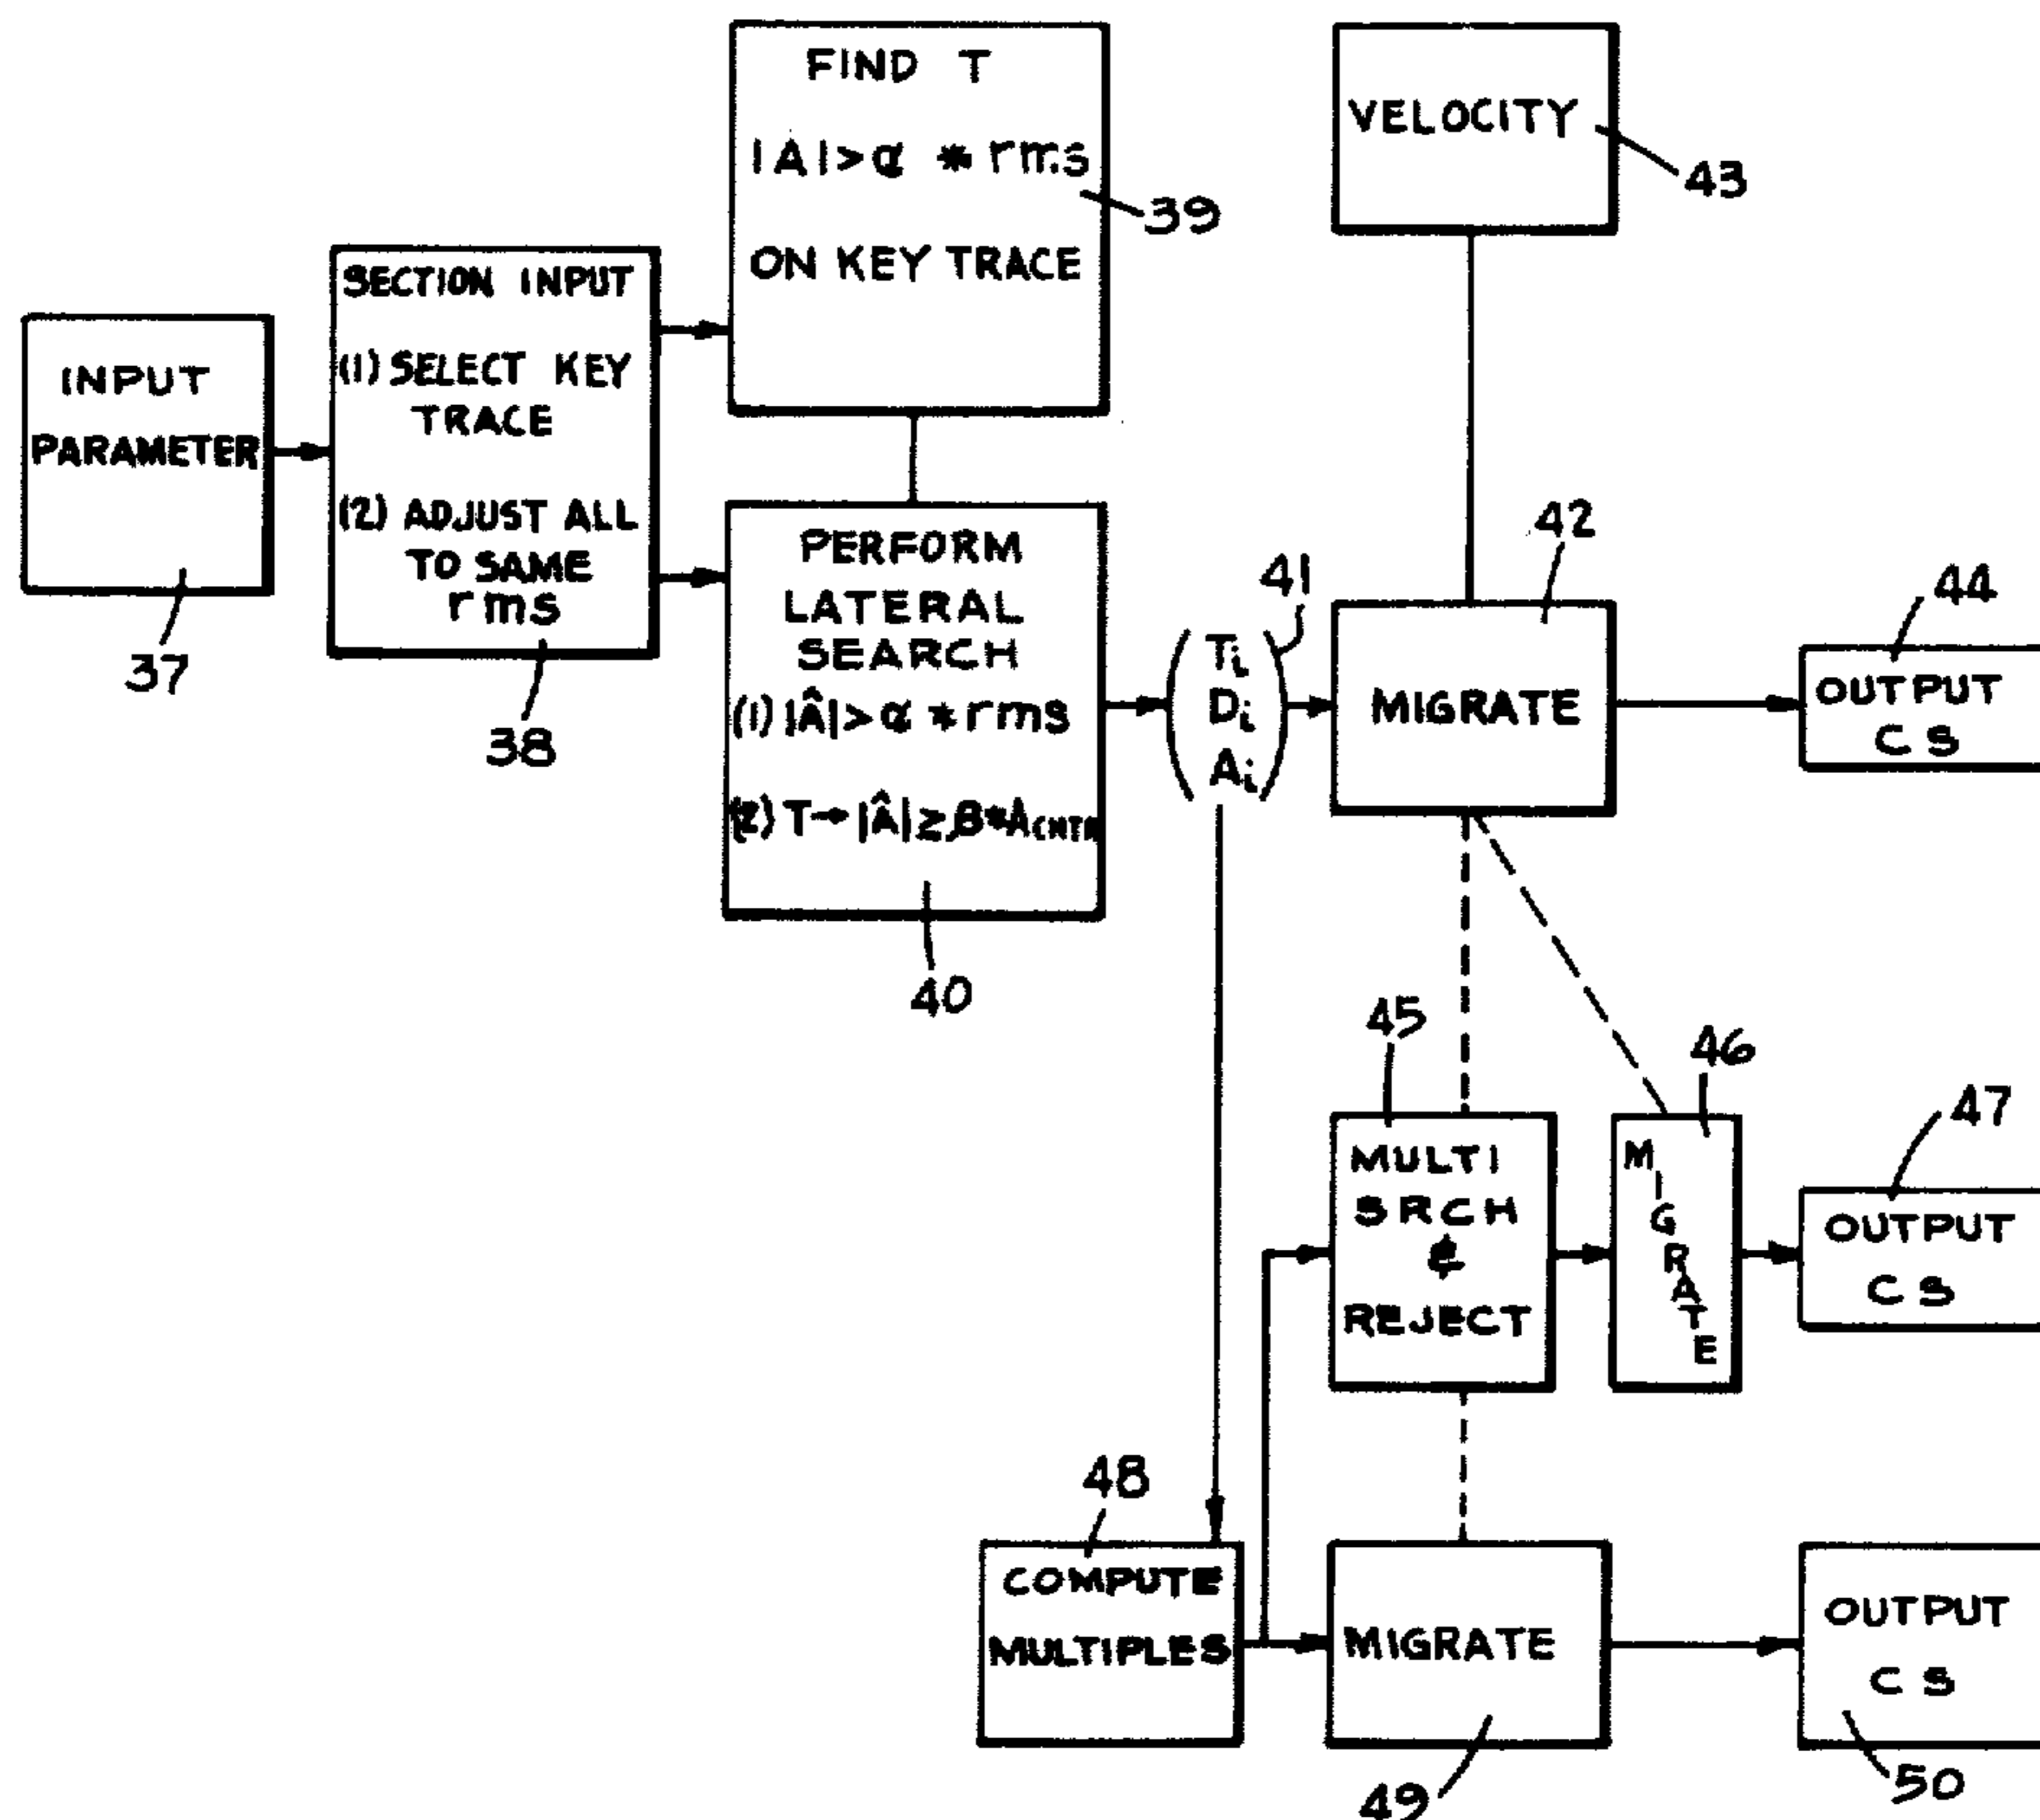 INPUT
PARAMETER
37
SECTION INPUT
(1) SELECT KEY
TRACE
(2) ADJUST ALL
TO SAME
rms
38
FIND T
|A|>α * rms
ON KEY TRACE
39
PERFORM
LATERAL
SEARCH
(1) |Â|>α * rms
(2) T→|Â|≥β*ACNTR
40
Ti
Di
Ai
41
VELOCITY
43
MIGRATE
42
OUTPUT
CS
44
MULTI
SRCH
¢
REJECT
45
MIGRATE
46
OUTPUT
CS
47
COMPUTE
MULTIPLES
48
MIGRATE
49
OUTPUT
CS
50